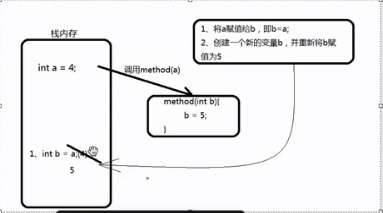 栈内存
int a = 4;
调用method(a)
1、将a赋值给b，即b=a;
2、创建一个新的变量b，并重新将b赋
值为5
method(int b){
b = 5;
}
1、int b = a;(4)
5